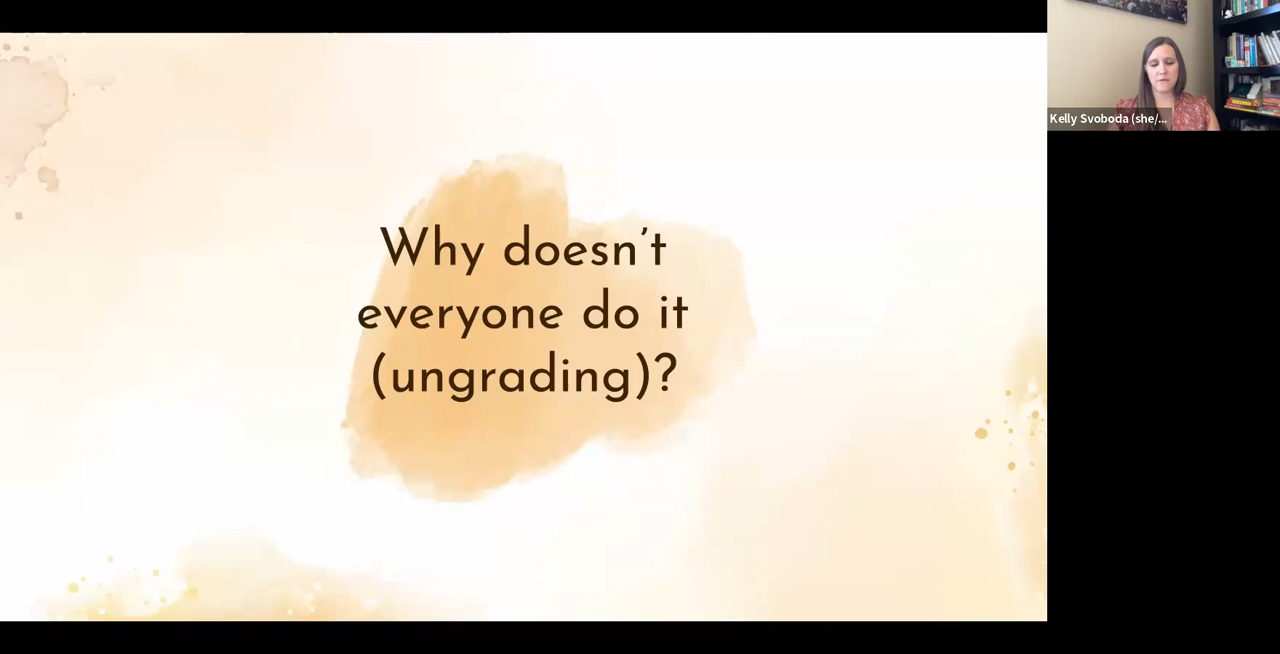 Why doesn’t
everyone do it
(ungrading)?
Kelly Svoboda (she/...